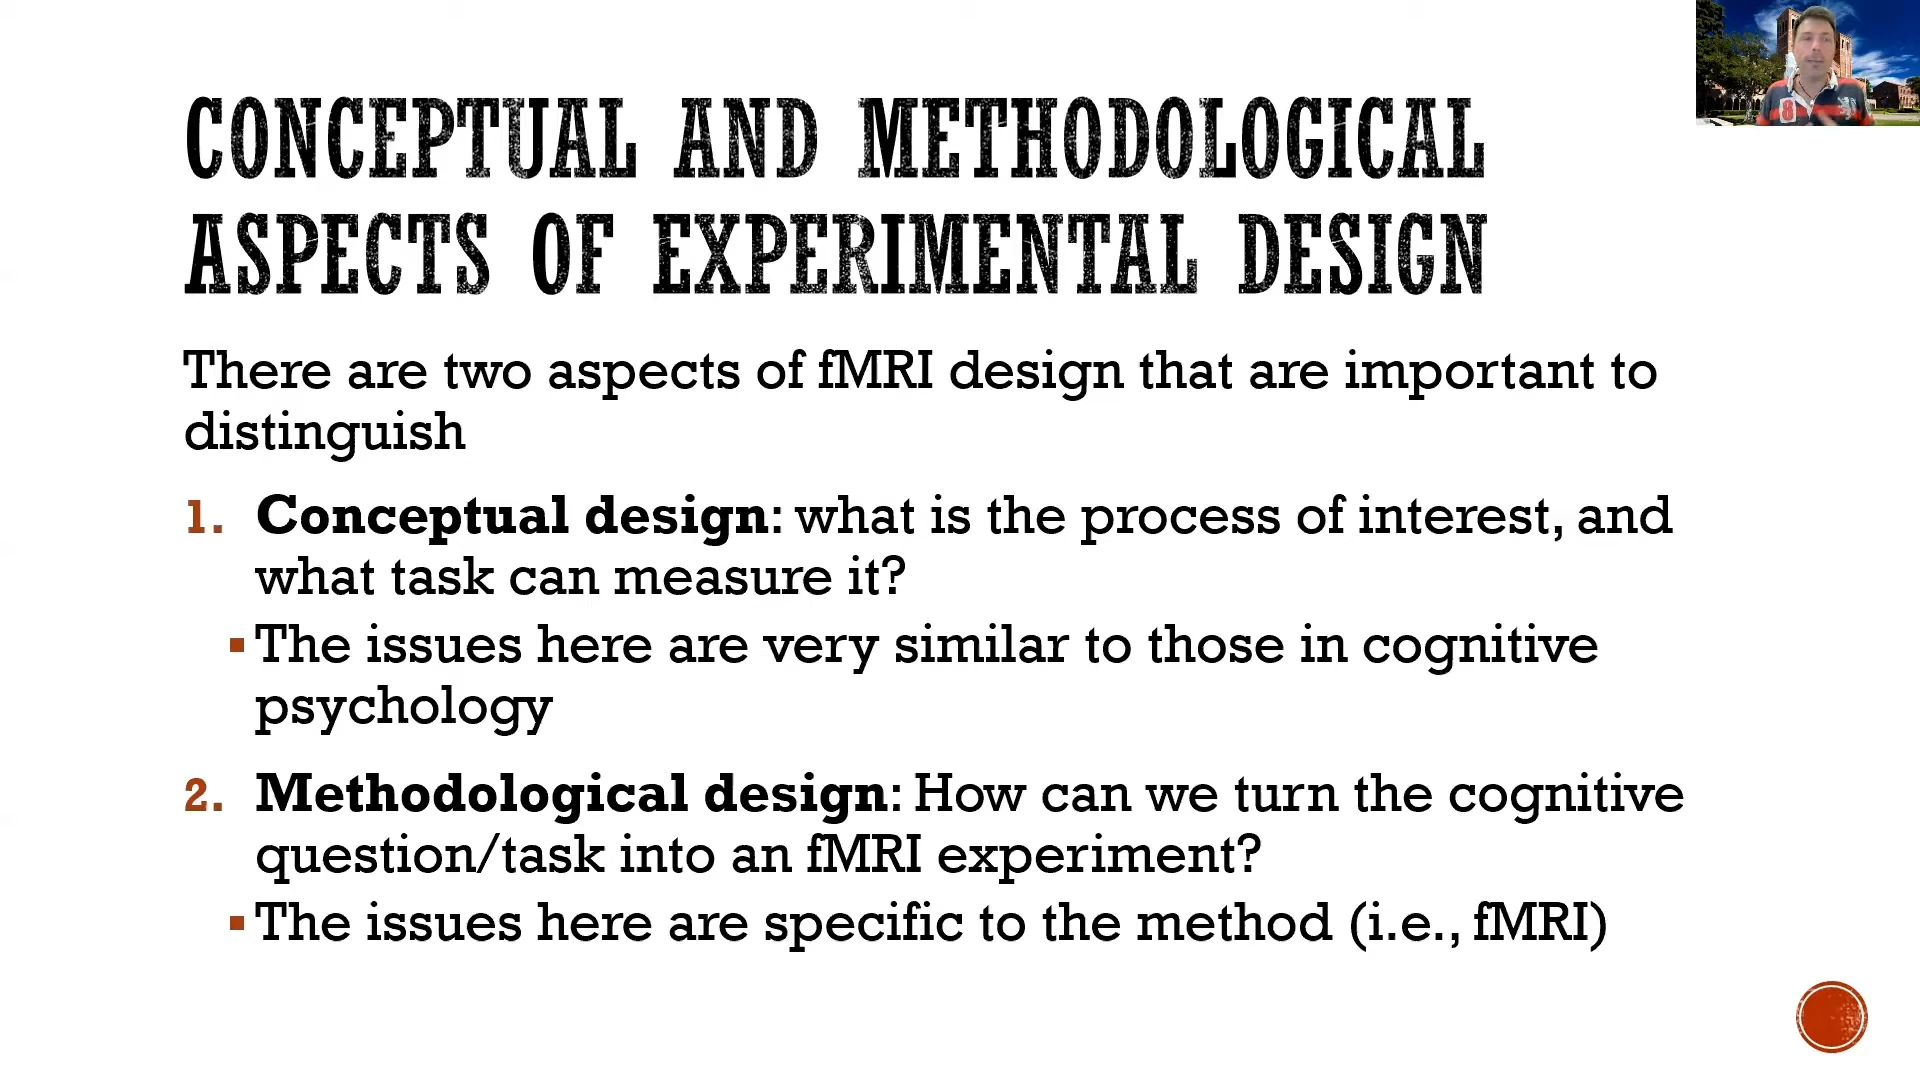 CONCEPTUAL AND METHODOLOGICAL
ASPECTS OF EXPERIMENTAL DESIGN
There are two aspects of fMRI design that are important to
distinguish
1. Conceptual design: what is the process of interest, and
what task can measure it?
▪ The issues here are very similar to those in cognitive
psychology
2. Methodological design: How can we turn the cognitive
question/task into an fMRI experiment?
▪ The issues here are specific to the method (i.e., fMRI)
8